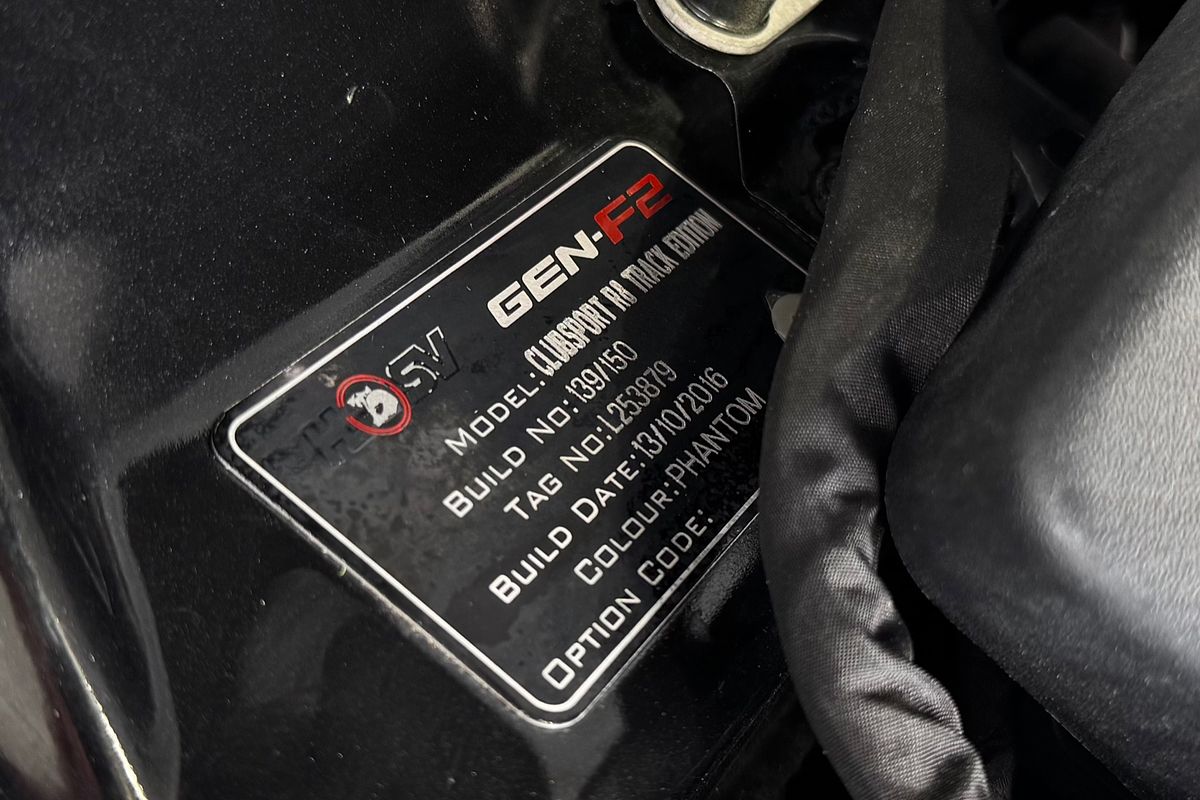 HSV
GEN-F2
MODEL: CLUBSPORT R8 TRACK EDITION
BUILD NO: 139/150
TAG NO: L253879
BUILD DATE: 13/10/2016
COLOUR: PHANTOM
OPTION CODE: